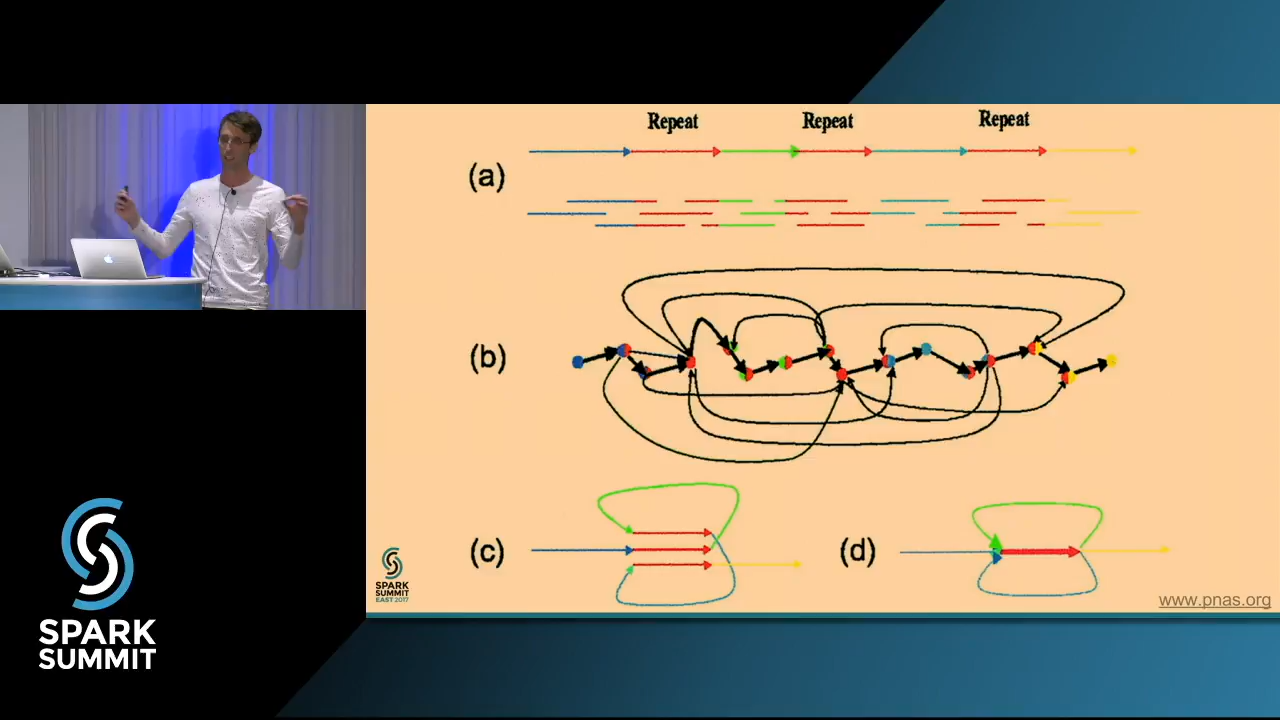 Repeat Repeat Repeat
(a)
(b)
(c) (d)
SPARK
SUMMIT
EAST 2017
www.pnas.org
SPARK
SUMMIT